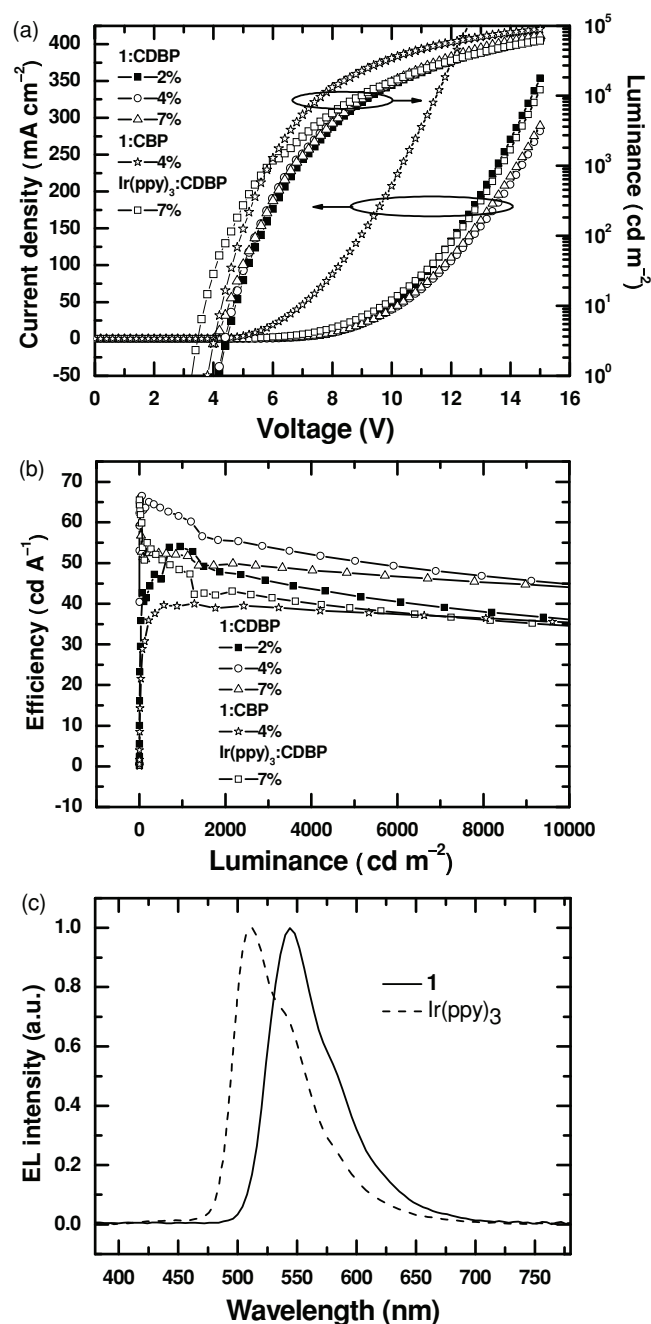 (a)
Current density (mA cm⁻²)
400
350
300
250
200
150
100
50
0
-50
1:CDBP
2%
4%
7%
1:CBP
4%
Ir(ppy)₃:CDBP
7%
10⁵
10⁴
10³
10²
10¹
10⁰
Luminance (cd m⁻²)
0 2 4 6 8 10 12 14 16
Voltage (V)
(b)
Efficiency (cd A⁻¹)
70
60
50
40
30
20
10
0
-10
1:CDBP
2%
4%
7%
1:CBP
4%
Ir(ppy)₃:CDBP
7%
0 2000 4000 6000 8000 10000
Luminance (cd m⁻²)
(c)
EL intensity (a.u.)
1.0
0.8
0.6
0.4
0.2
0.0
1
Ir(ppy)₃
400 450 500 550 600 650 700 750
Wavelength (nm)